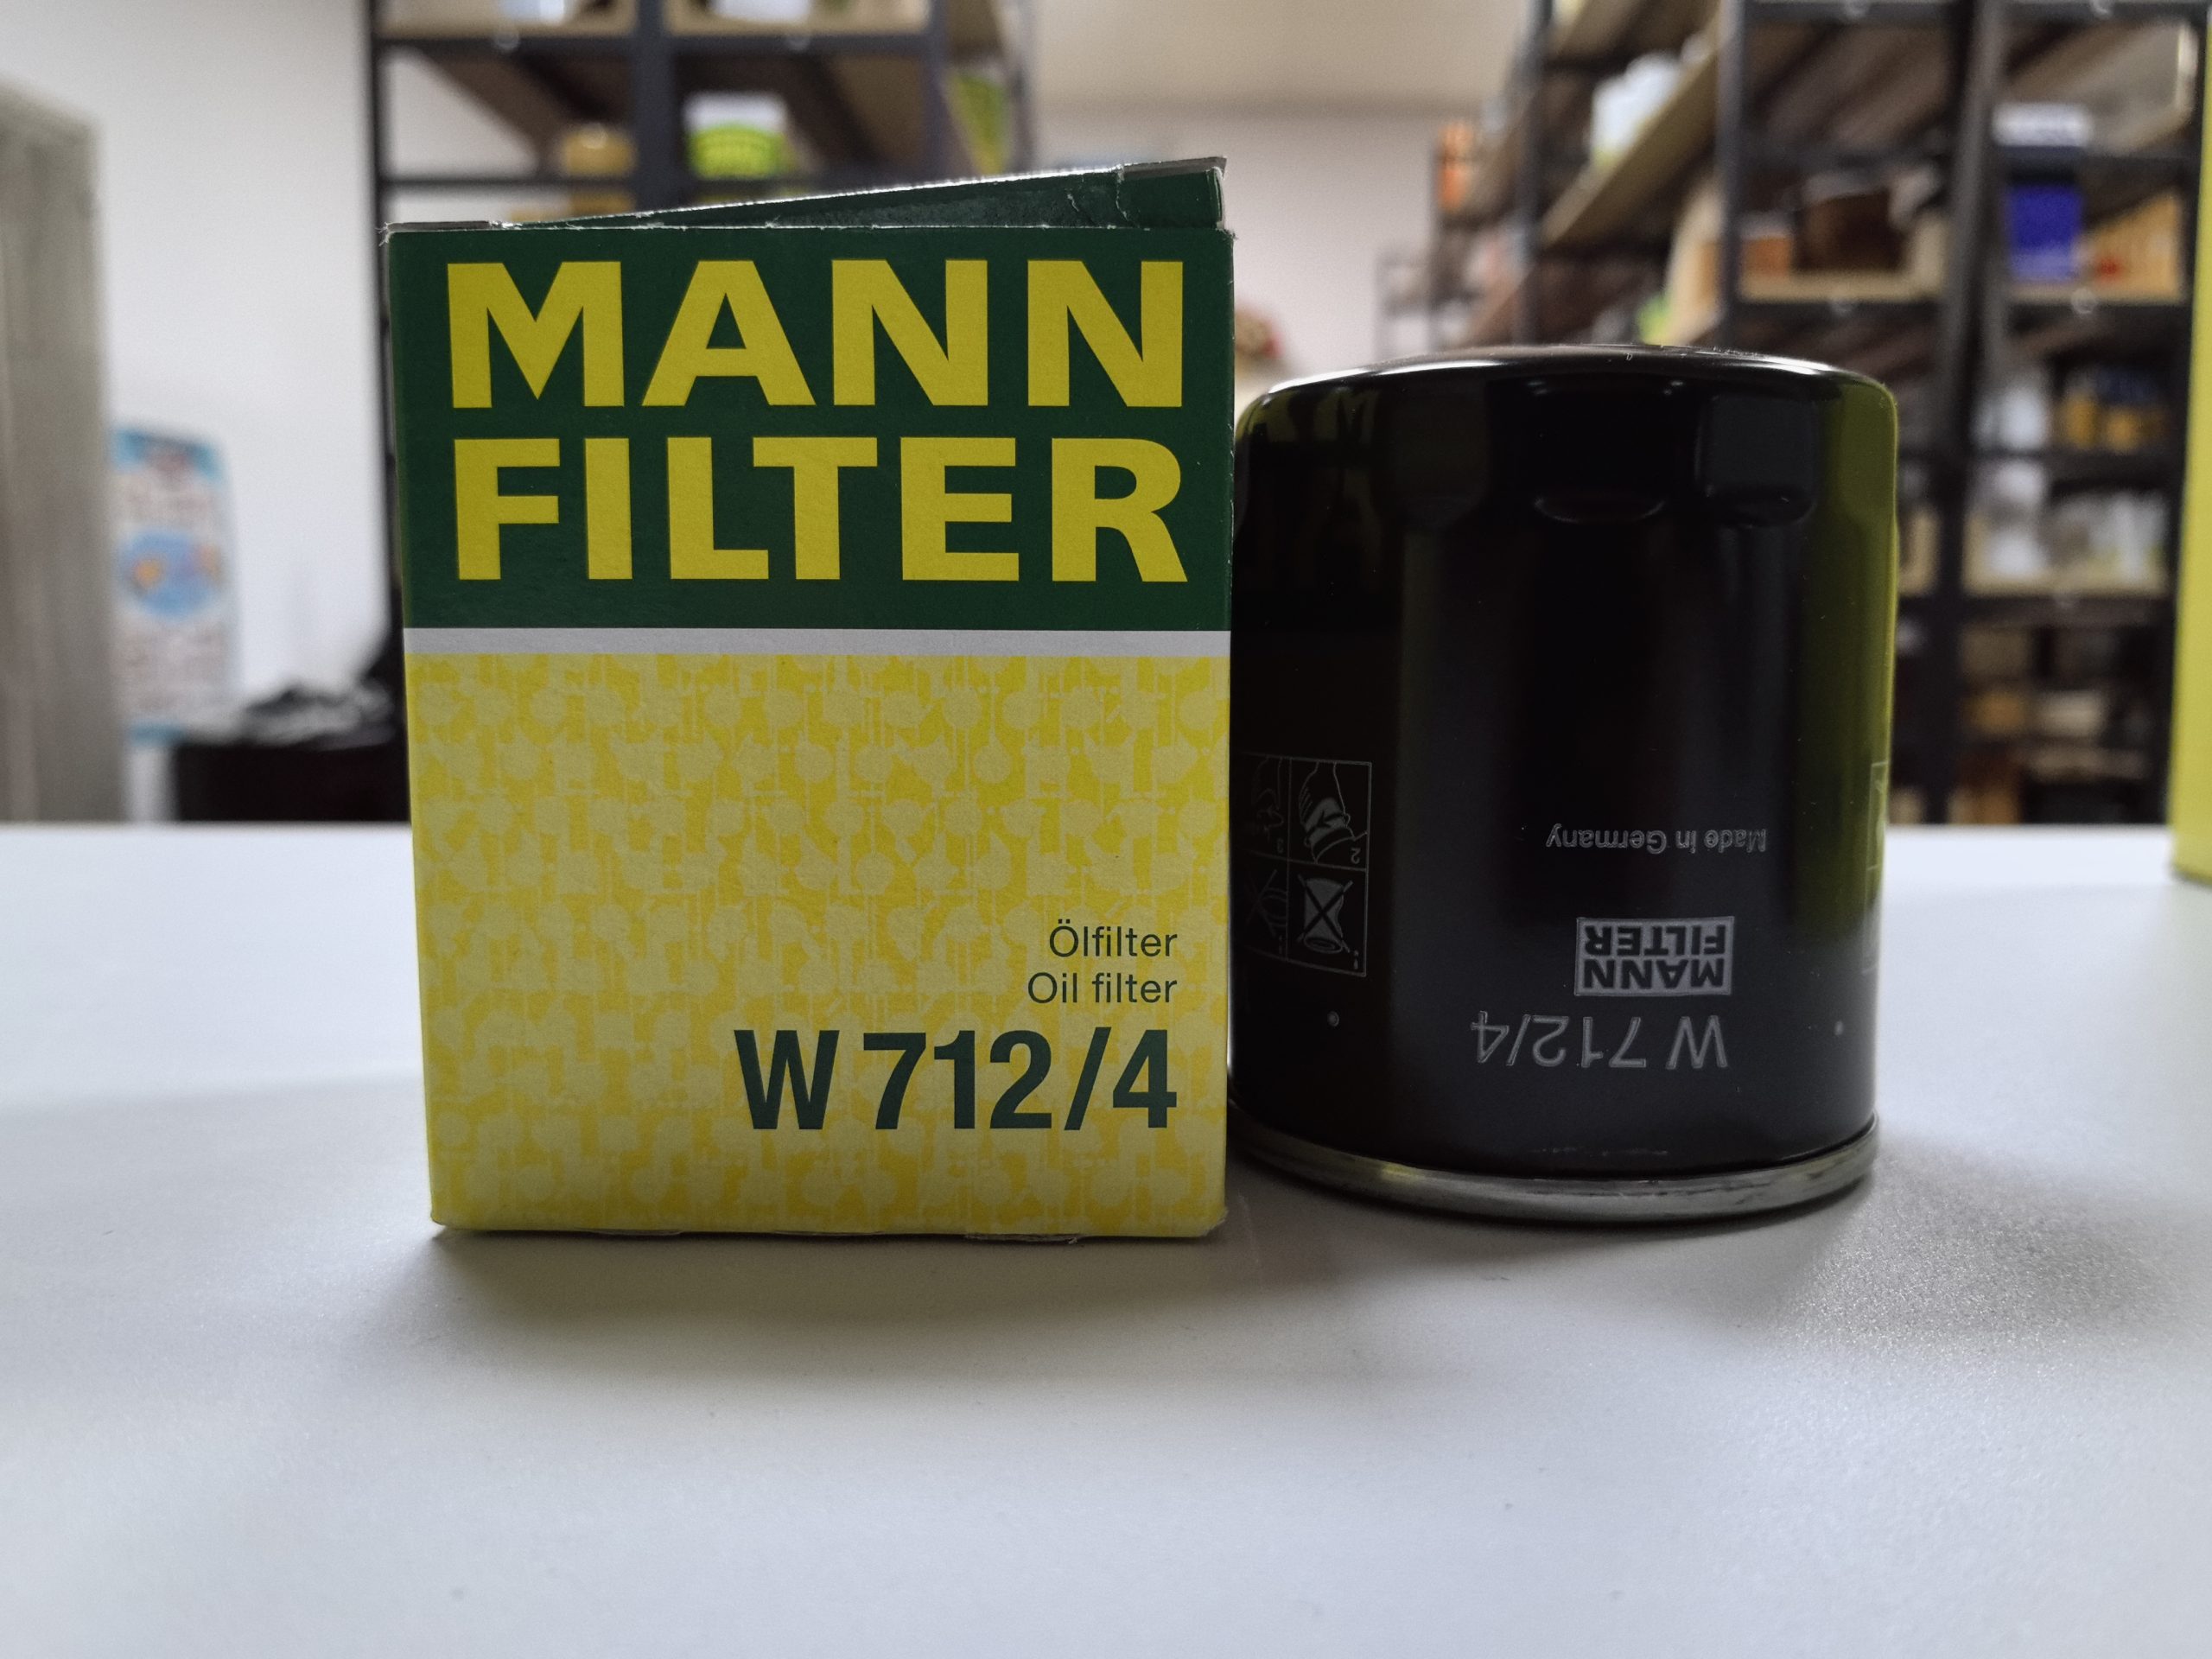 MANN
FILTER
Ölfilter
Oil filter
W 712/4
Made in Germany
MANN
FILTER
W 712/4